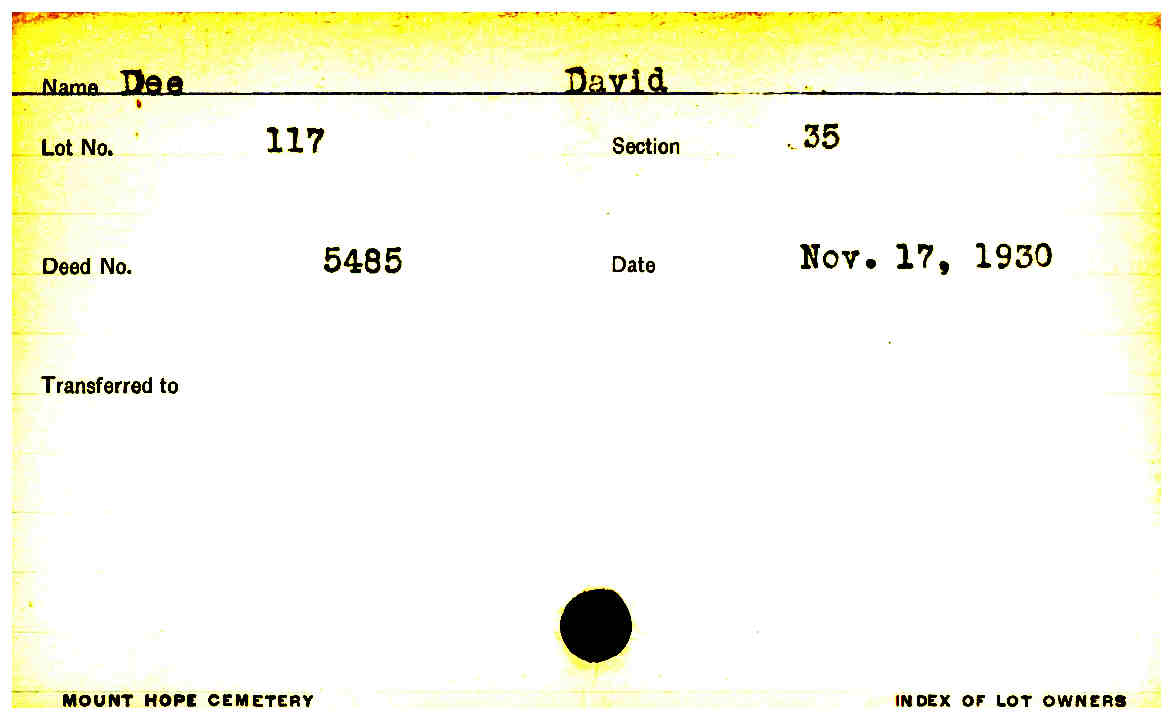 Name Dee David
Lot No. 117 Section 35
Deed No. 5485 Date Nov. 17, 1930
Transferred to
MOUNT HOPE CEMETERY INDEX OF LOT OWNERS